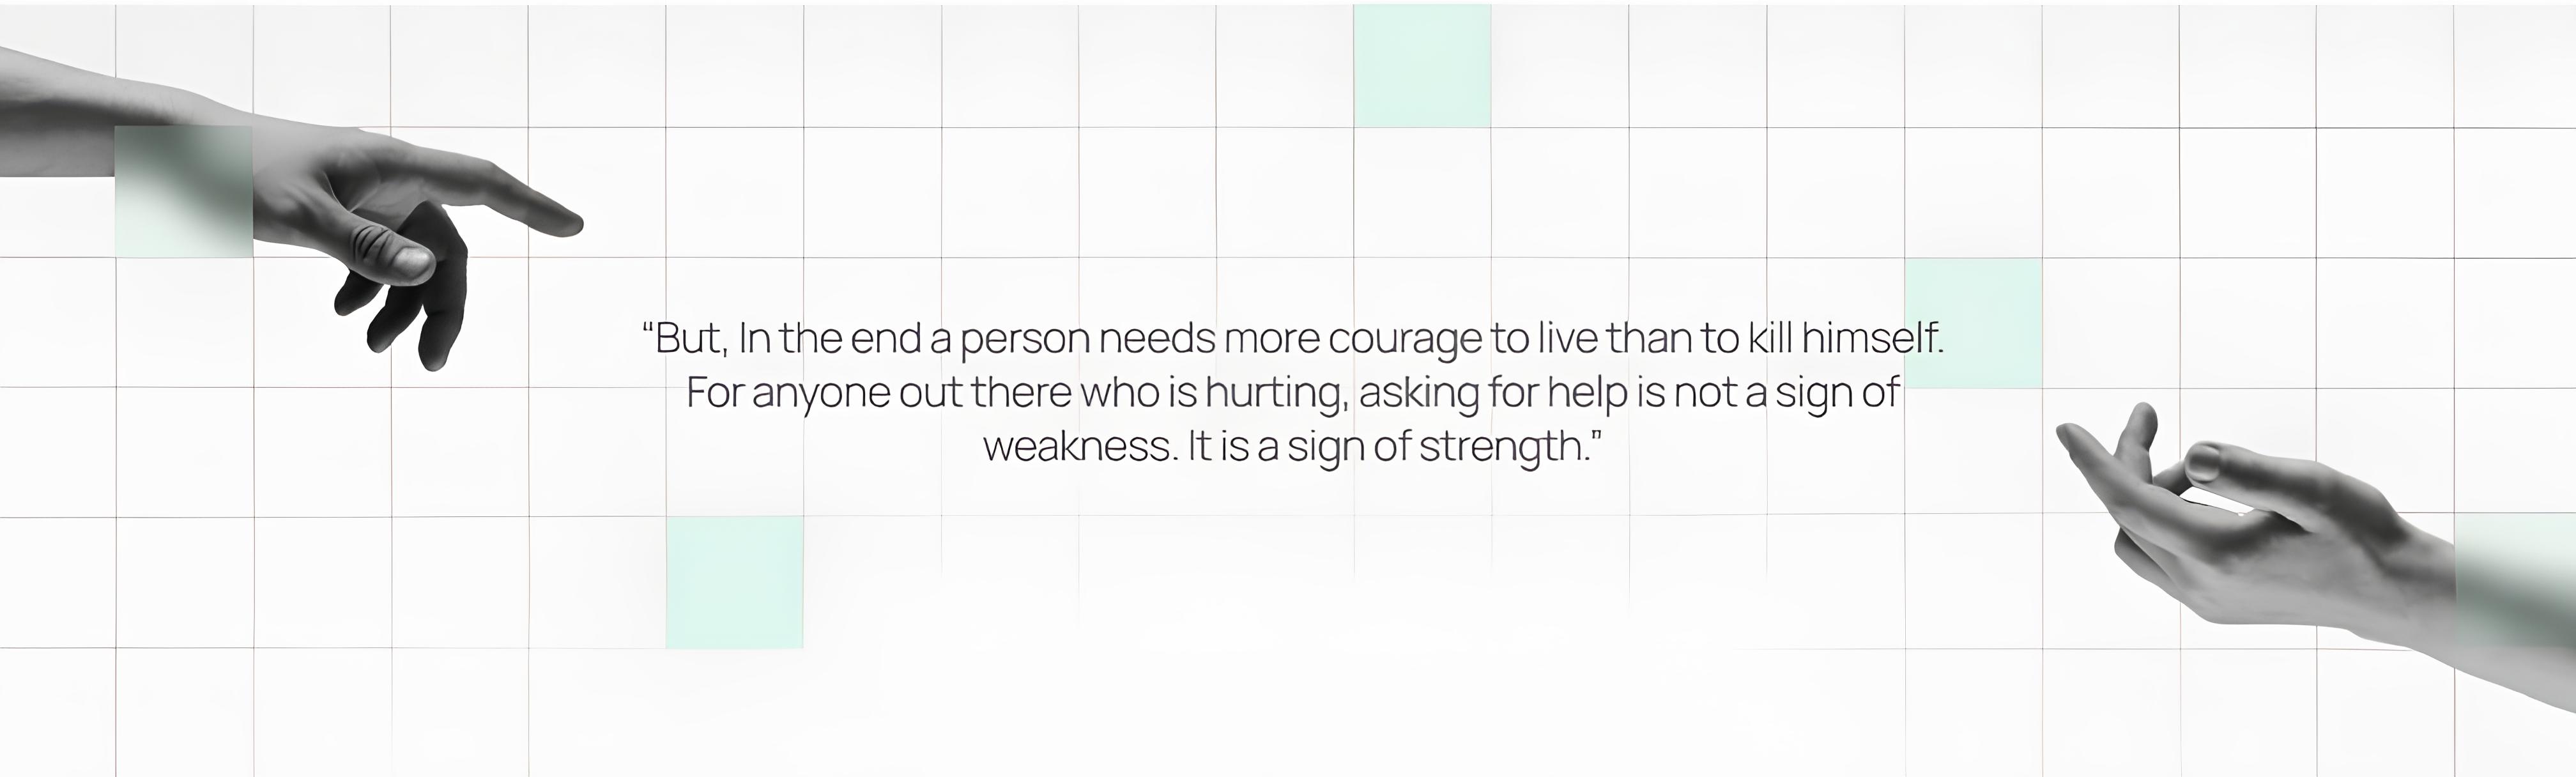 “But, In the end a person needs more courage to live than to kill himself.
For anyone out there who is hurting, asking for help is not a sign of
weakness. It is a sign of strength.”